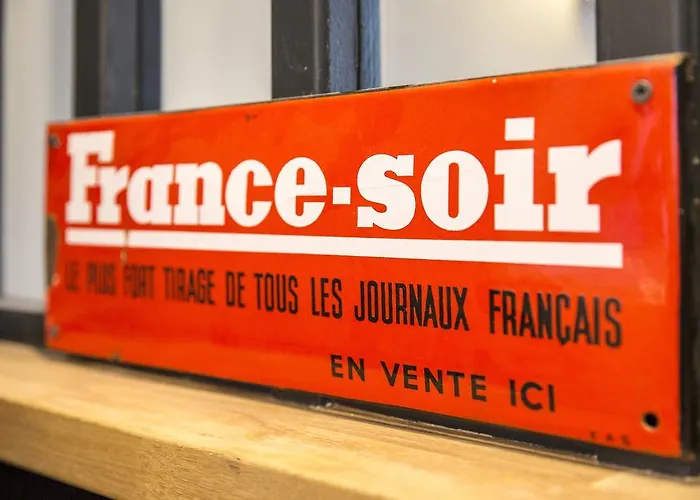 France-soir
LE PLUS FORT TIRAGE DE TOUS LES JOURNAUX FRANÇAIS
EN VENTE ICI